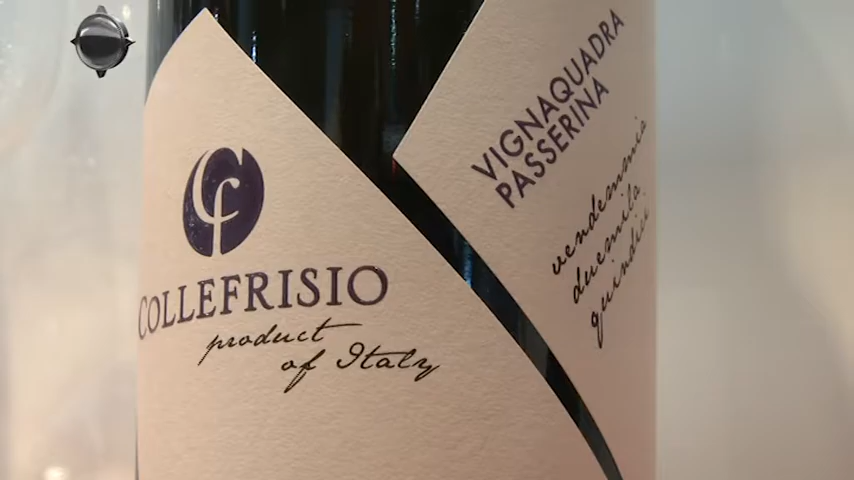 Cf
COLLEFRISIO
product
of Italy
VIGNAQUADRA
PASSERINA
vendemmia
duemila
quindici